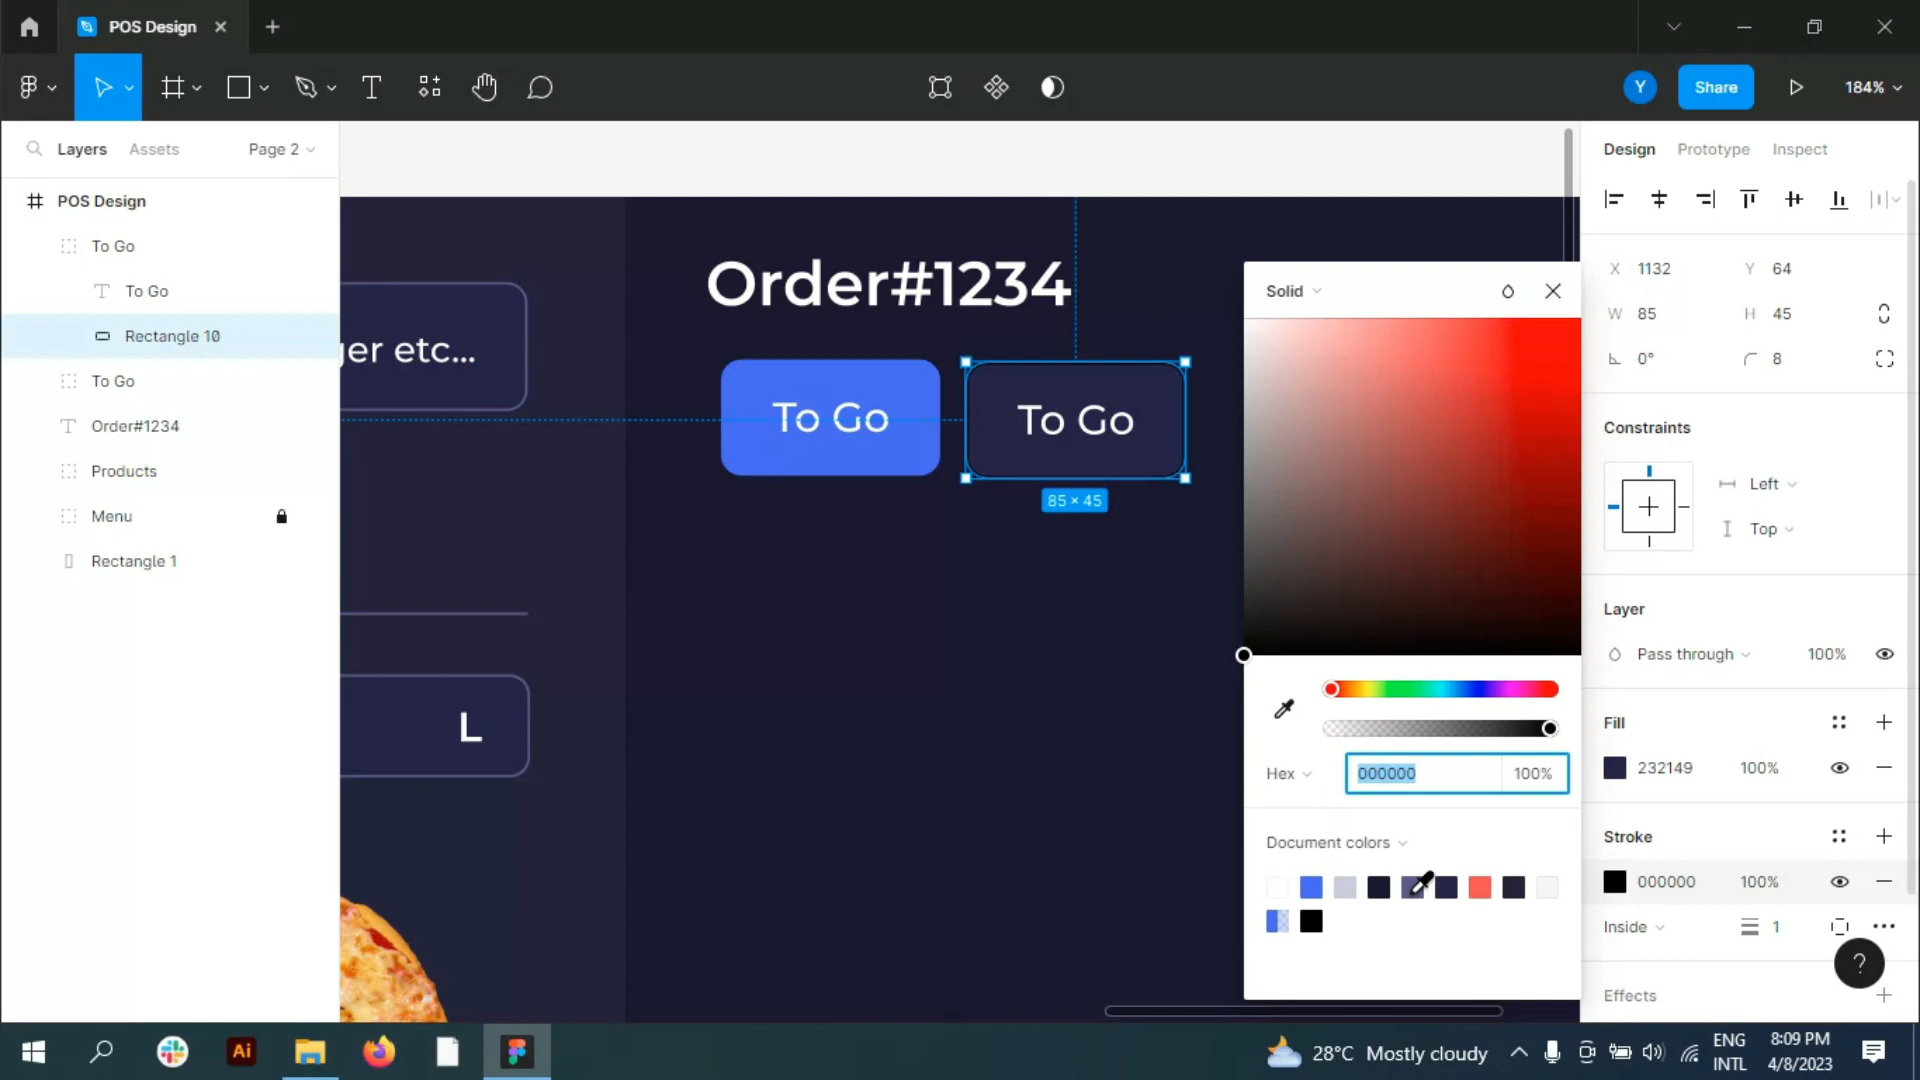 POS Design
Share
184%
Layers
Assets
Page 2
POS Design
To Go
To Go
Rectangle 10
To Go
Order#1234
Products
Menu
Rectangle 1
ger etc...
L
Order#1234
To Go
To Go
85 × 45
Solid
Hex
000000
100%
Document colors
Design
Prototype
Inspect
X 1132
Y 64
W 85
H 45
0°
8
Constraints
Left
Top
Layer
Pass through
100%
Fill
232149
100%
Stroke
000000
100%
Inside
1
?
Effects
Y
Ai
28°C Mostly cloudy
ENG
INTL
8:09 PM
4/8/2023